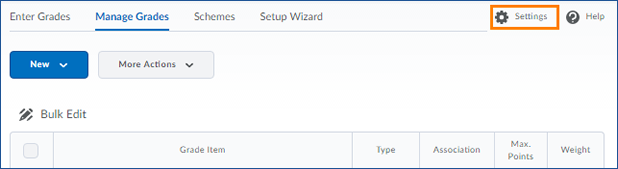 Enter Grades Manage Grades Schemes Setup Wizard Settings Help
New More Actions
Bulk Edit
Grade Item Type Association Max. Points Weight